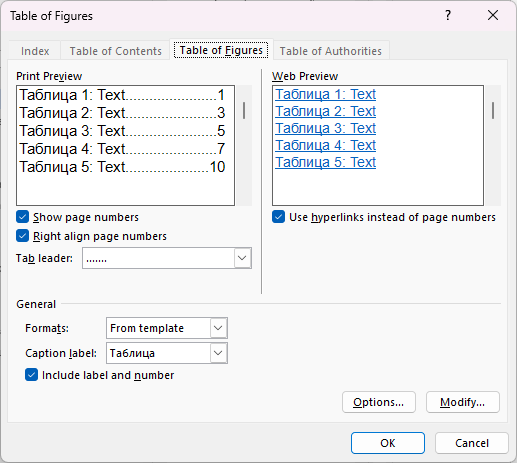 Table of Figures
?
Index
Table of Contents
Table of Figures
Table of Authorities
Print Preview
Таблица 1: Text........................1
Таблица 2: Text........................3
Таблица 3: Text........................5
Таблица 4: Text........................7
Таблица 5: Text......................10
Web Preview
Таблица 1: Text
Таблица 2: Text
Таблица 3: Text
Таблица 4: Text
Таблица 5: Text
Show page numbers
Right align page numbers
Use hyperlinks instead of page numbers
Tab leader: .......
General
Formats: From template
Caption label: Таблица
Include label and number
Options...
Modify...
OK
Cancel